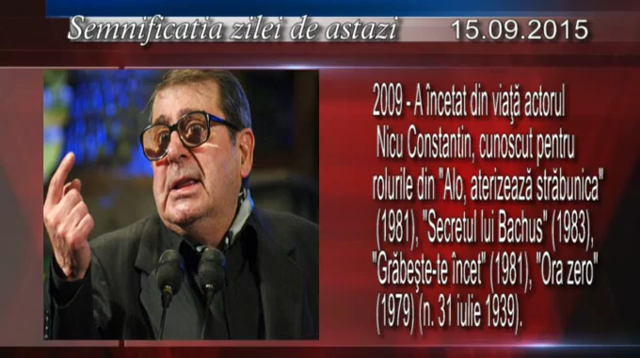 Semnificatia zilei de astazi 15.09.2015
2009 - A încetat din viaţă actorul
Nicu Constantin, cunoscut pentru
rolurile din "Alo, aterizează străbunica"
(1981), "Secretul lui Bachus" (1983),
"Grăbeşte-te încet" (1981), "Ora zero"
(1979) (n. 31 iulie 1939).